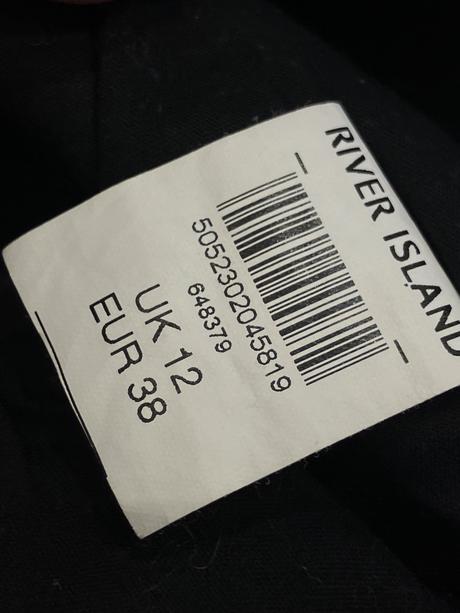 RIVER ISLAND
5052302045819
648379
UK 12
EUR 38